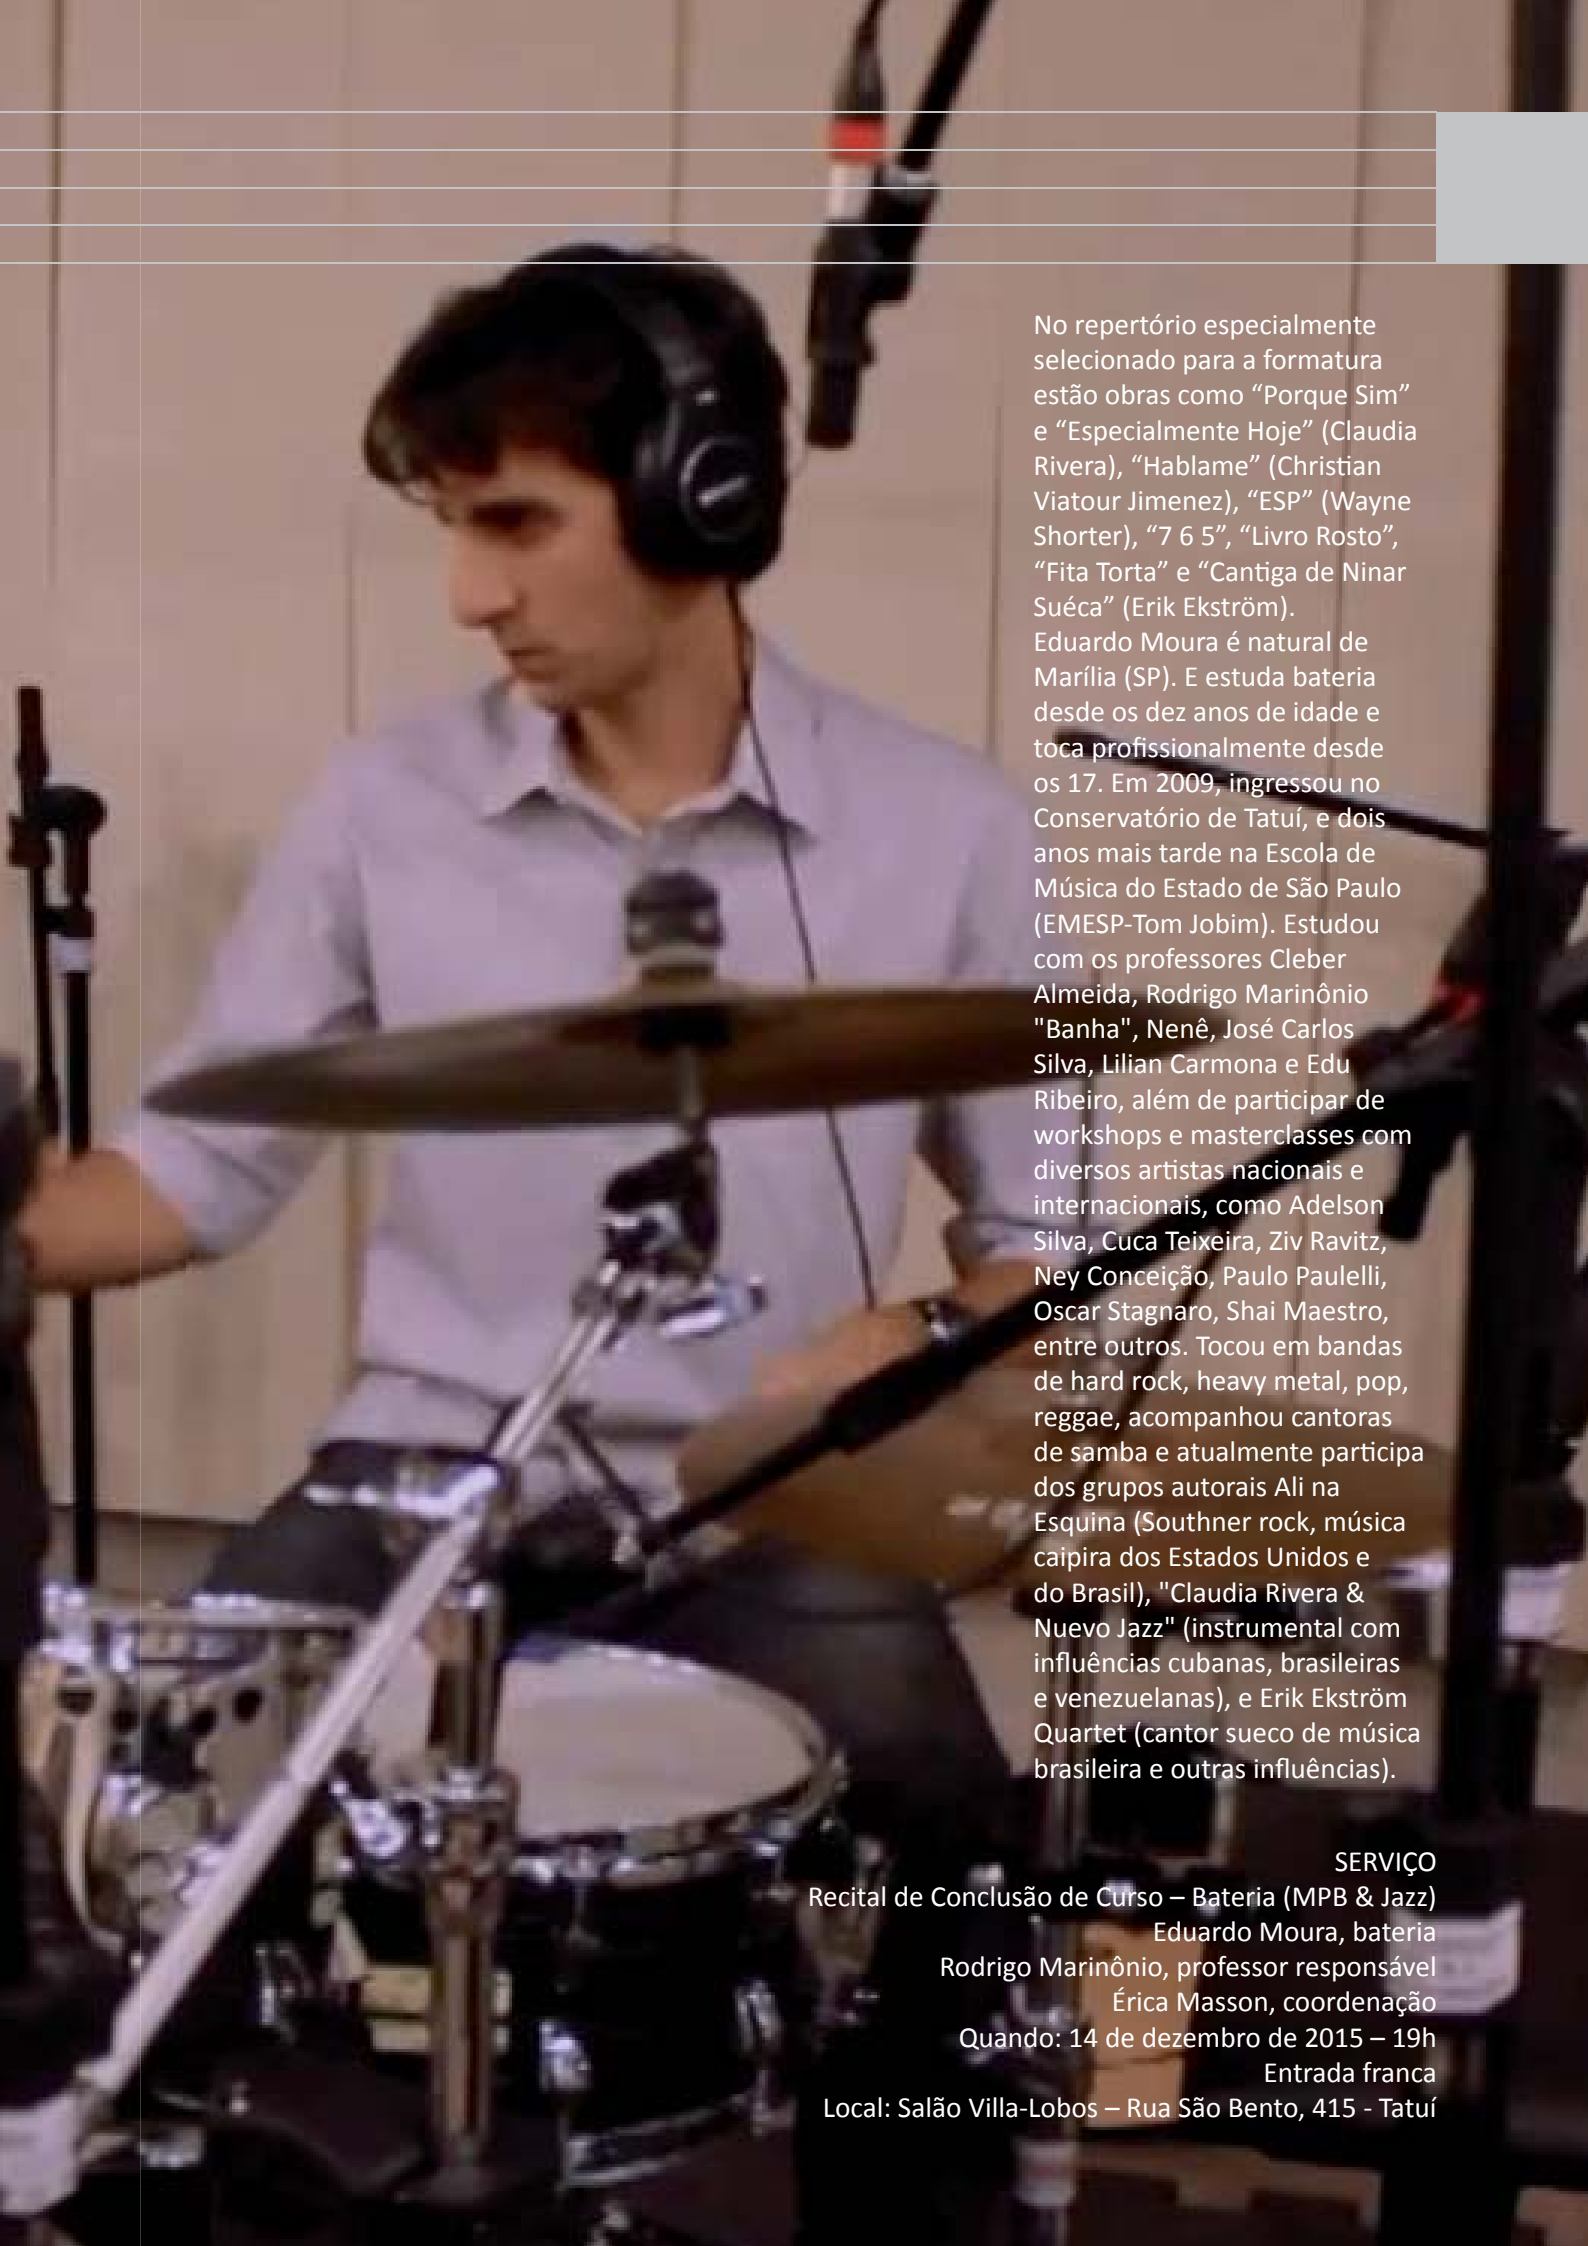 No repertório especialmente
selecionado para a formatura
estão obras como “Porque Sim”
e “Especialmente Hoje” (Claudia
Rivera), “Hablame” (Christian
Viatour Jimenez), “ESP” (Wayne
Shorter), “7 6 5”, “Livro Rosto”,
“Fita Torta” e “Cantiga de Ninar
Suéca” (Erik Ekström).
Eduardo Moura é natural de
Marília (SP). E estuda bateria
desde os dez anos de idade e
toca profissionalmente desde
os 17. Em 2009, ingressou no
Conservatório de Tatuí, e dois
anos mais tarde na Escola de
Música do Estado de São Paulo
(EMESP-Tom Jobim). Estudou
com os professores Cleber
Almeida, Rodrigo Marinônio
"Banha", Nenê, José Carlos
Silva, Lilian Carmona e Edu
Ribeiro, além de participar de
workshops e masterclasses com
diversos artistas nacionais e
internacionais, como Adelson
Silva, Cuca Teixeira, Ziv Ravitz,
Ney Conceição, Paulo Paulelli,
Oscar Stagnaro, Shai Maestro,
entre outros. Tocou em bandas
de hard rock, heavy metal, pop,
reggae, acompanhou cantoras
de samba e atualmente participa
dos grupos autorais Ali na
Esquina (Southner rock, música
caipira dos Estados Unidos e
do Brasil), "Claudia Rivera &
Nuevo Jazz" (instrumental com
influências cubanas, brasileiras
e venezuelanas), e Erik Ekström
Quartet (cantor sueco de música
brasileira e outras influências).
SERVIÇO
Recital de Conclusão de Curso – Bateria (MPB & Jazz)
Eduardo Moura, bateria
Rodrigo Marinônio, professor responsável
Érica Masson, coordenação
Quando: 14 de dezembro de 2015 – 19h
Entrada franca
Local: Salão Villa-Lobos – Rua São Bento, 415 - Tatuí